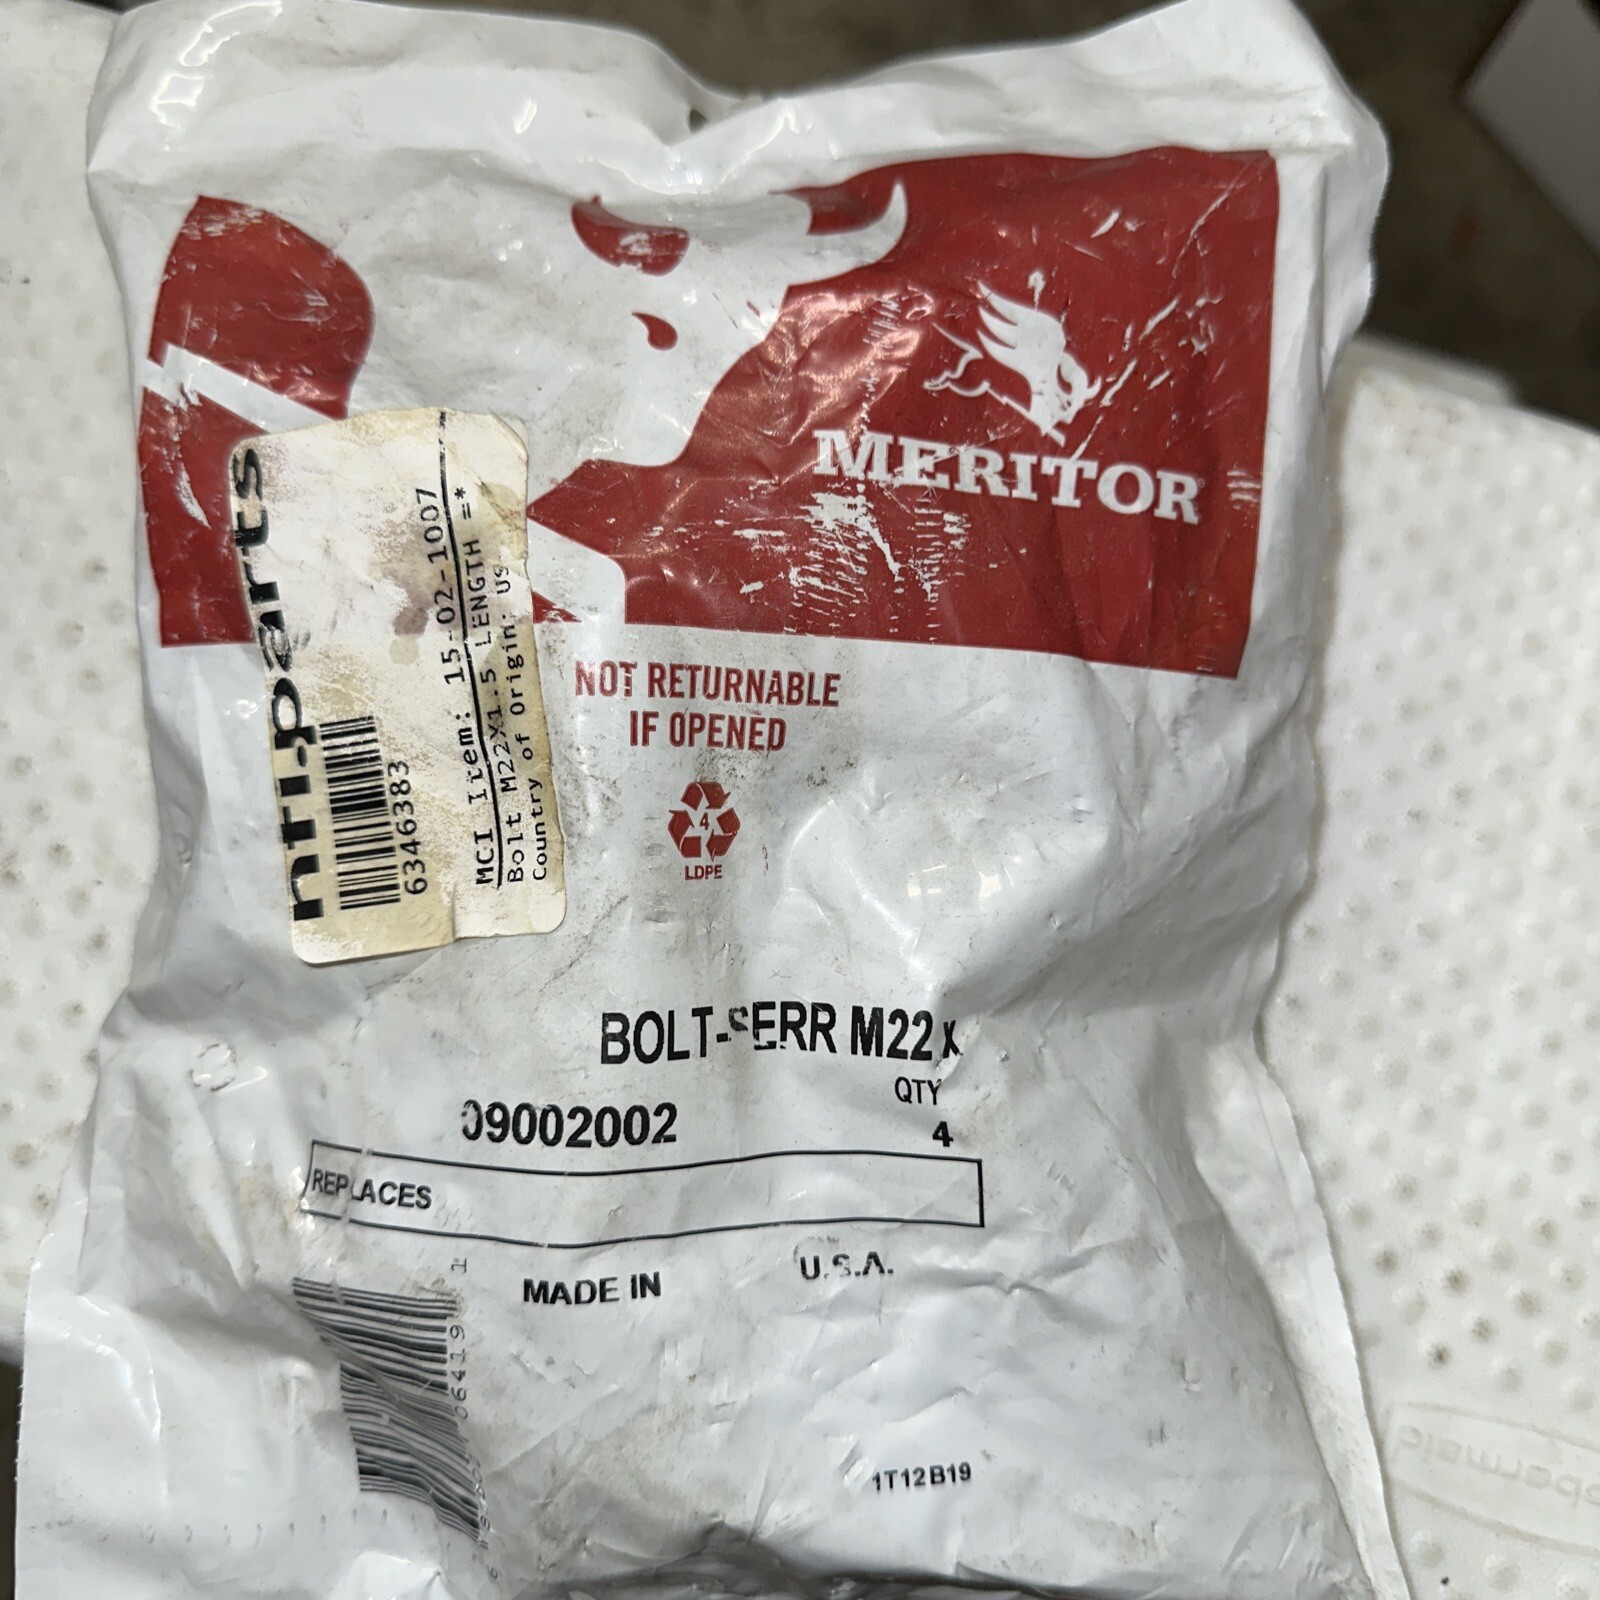 MERITOR
nfi.parts
6346383
MCI Item: 15-02-1007
Bolt M22X1.5 LENGTH =*
Country of Origin: US
NOT RETURNABLE
IF OPENED
4
LDPE
BOLT-SERR M22 X
QTY
09002002
4
REPLACES
MADE IN
U.S.A.
1T12B19